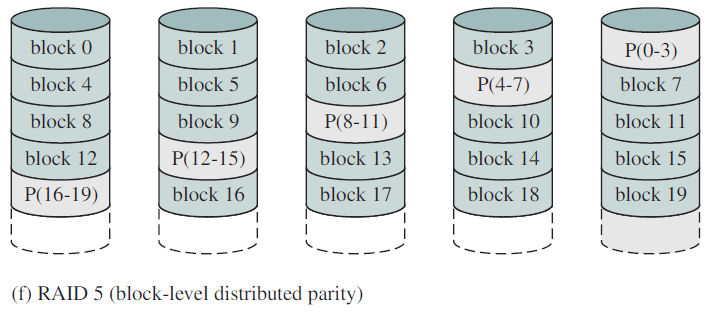 block 0 block 1 block 2 block 3 P(0-3)
block 4 block 5 block 6 P(4-7) block 7
block 8 block 9 P(8-11) block 10 block 11
block 12 P(12-15) block 13 block 14 block 15
P(16-19) block 16 block 17 block 18 block 19
(f) RAID 5 (block-level distributed parity)